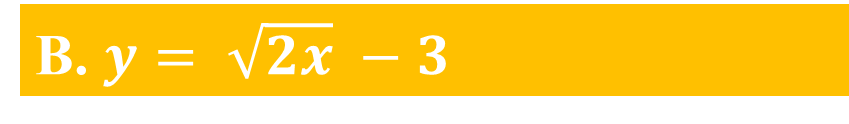 B. y = √2x − 3